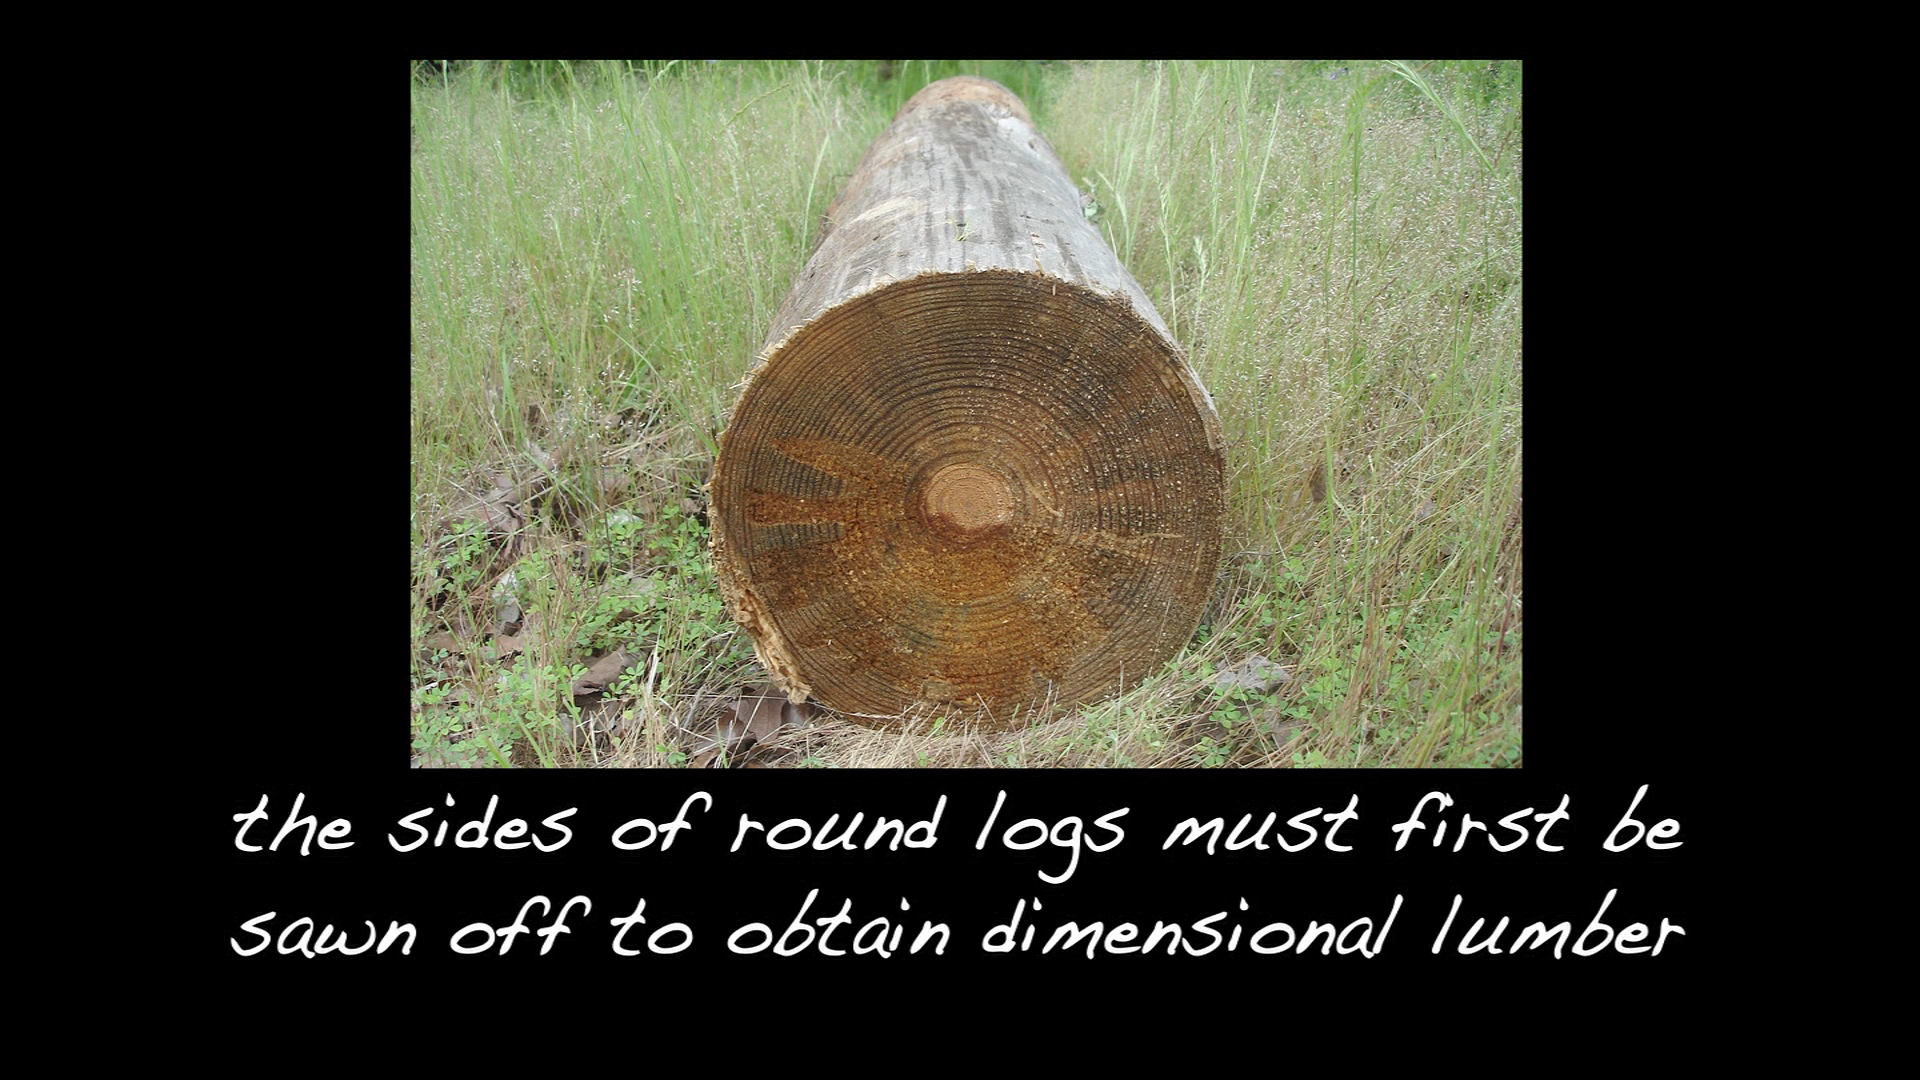 the sides of round logs must first be
sawn off to obtain dimensional lumber